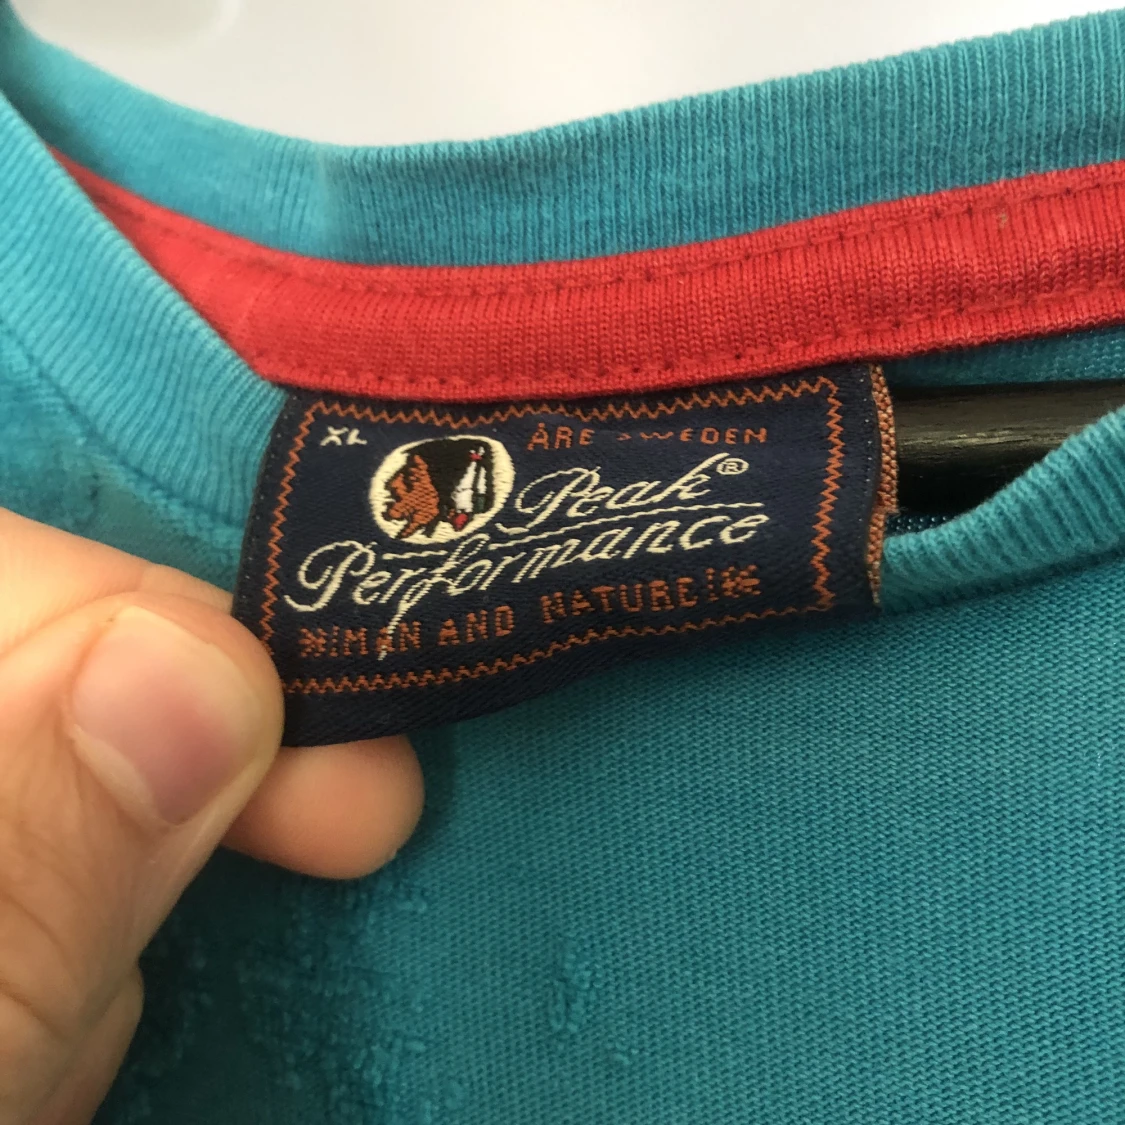 XL
ÅRE SWEDEN
Peak®
Performance
MAN AND NATURE